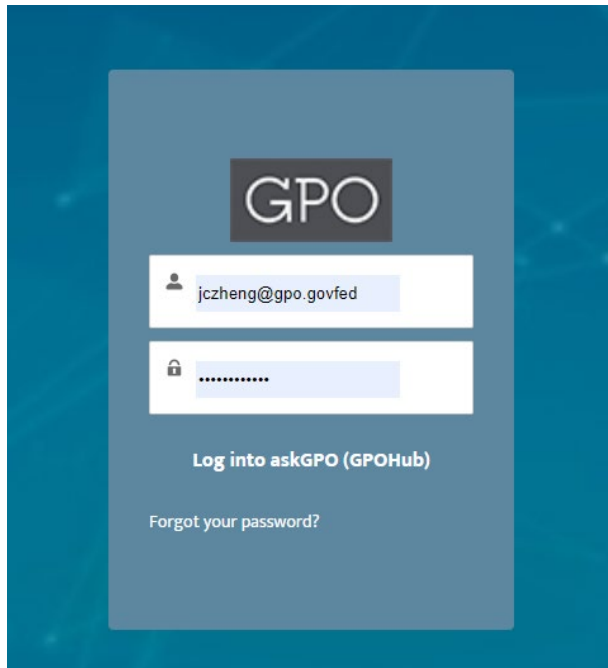 GPO
jczheng@gpo.govfed
••••••••••••
Log into askGPO (GPOHub)
Forgot your password?